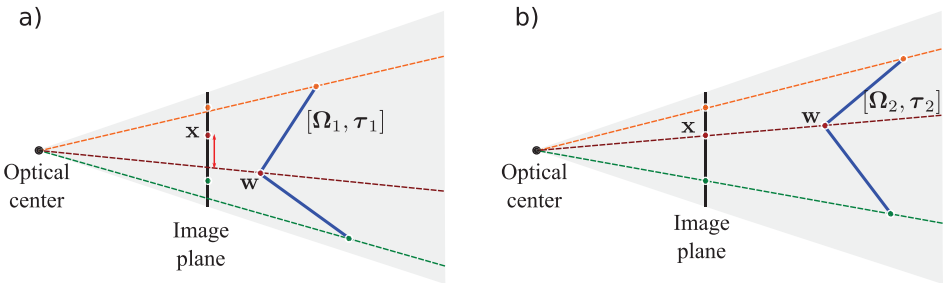 a)
[Ω₁, τ₁]
x
w
Optical
center
Image
plane
b)
[Ω₂, τ₂]
x
w
Optical
center
Image
plane